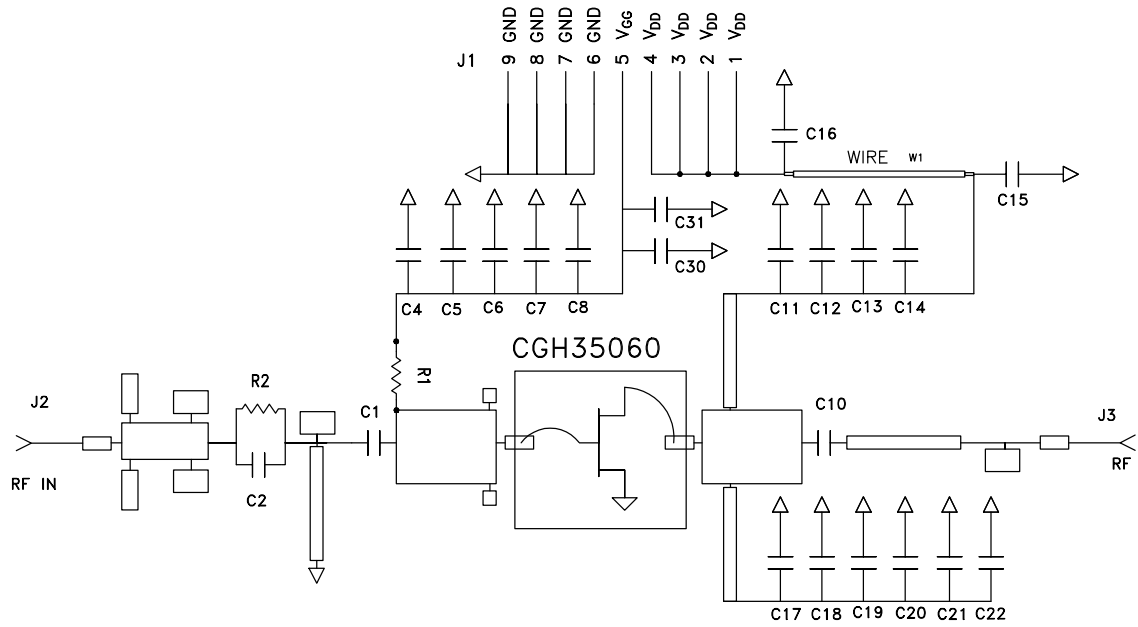 GND
GND
GND
GND
VGG
VDD
VDD
VDD
VDD
J1
9
8
7
6
5
4
3
2
1
C16
WIRE W1
C15
C31
C30
C4
C5
C6
C7
C8
C11
C12
C13
C14
CGH35060
R1
J2
R2
C1
C10
J3
RF IN
C2
RF
C17
C18
C19
C20
C21
C22